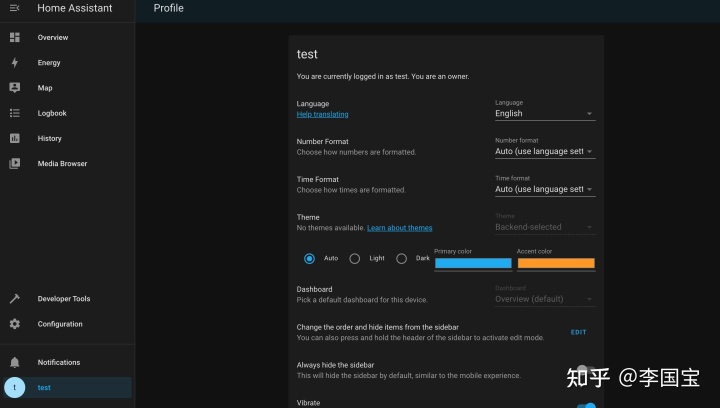 Home Assistant
Profile
Overview
Energy
Map
Logbook
History
Media Browser
Developer Tools
Configuration
Notifications
t
test
test
You are currently logged in as test. You are an owner.
Language
Help translating
Language
English
Number Format
Choose how numbers are formatted.
Number format
Auto (use language sett
Time Format
Choose how times are formatted.
Time format
Auto (use language sett
Theme
No themes available. Learn about themes
Theme
Backend-selected
Auto
Light
Dark
Primary color
Accent color
Dashboard
Pick a default dashboard for this device.
Dashboard
Overview (default)
Change the order and hide items from the sidebar
You can also press and hold the header of the sidebar to activate edit mode.
EDIT
Always hide the sidebar
This will hide the sidebar by default, similar to the mobile experience.
Vibrate
知乎 @李国宝